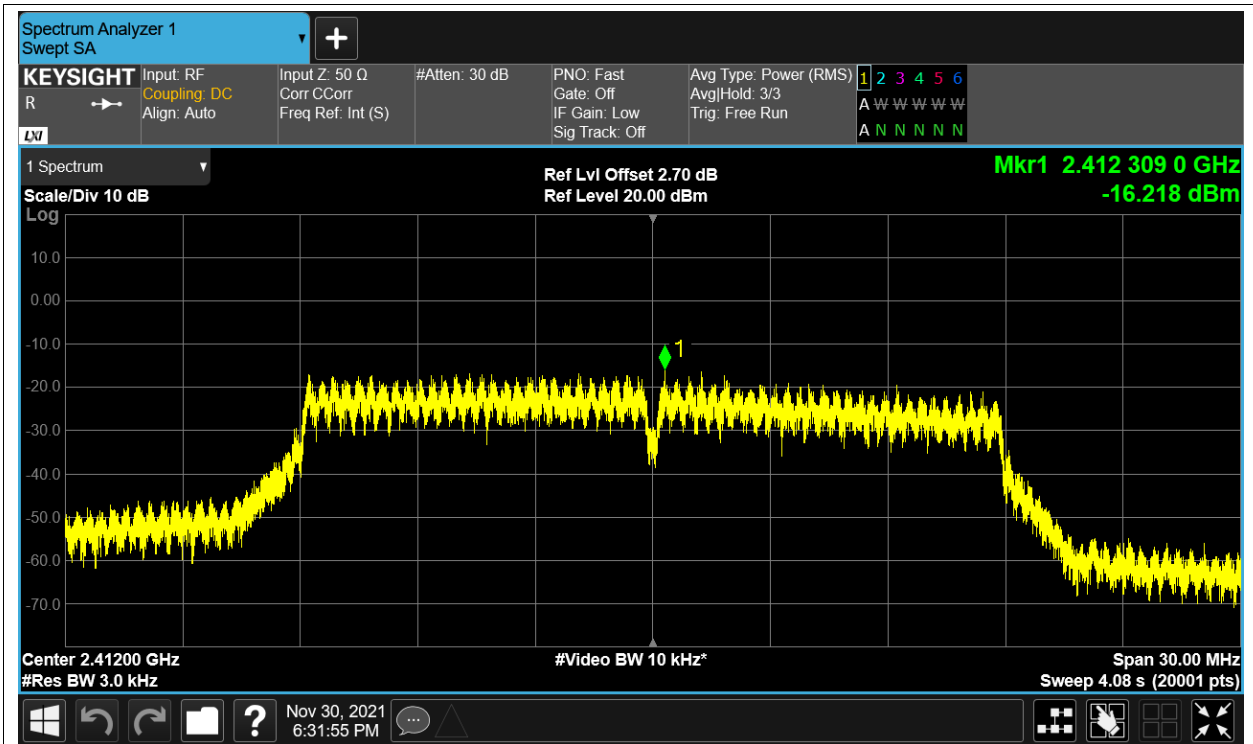 Spectrum Analyzer 1
Swept SA
+
KEYSIGHT
R
LXI
Input: RF
Coupling: DC
Align: Auto
Input Z: 50 Ω
Corr CCorr
Freq Ref: Int (S)
#Atten: 30 dB
PNO: Fast
Gate: Off
IF Gain: Low
Sig Track: Off
Avg Type: Power (RMS)
Avg|Hold: 3/3
Trig: Free Run
1 2 3 4 5 6
A W W W W W
A N N N N N
1 Spectrum
Scale/Div 10 dB
Log
Ref Lvl Offset 2.70 dB
Ref Level 20.00 dBm
Mkr1 2.412 309 0 GHz
-16.218 dBm
10.0
0.00
-10.0
1
-20.0
-30.0
-40.0
-50.0
-60.0
-70.0
Center 2.41200 GHz
#Res BW 3.0 kHz
#Video BW 10 kHz*
Span 30.00 MHz
Sweep 4.08 s (20001 pts)
?
Nov 30, 2021
6:31:55 PM